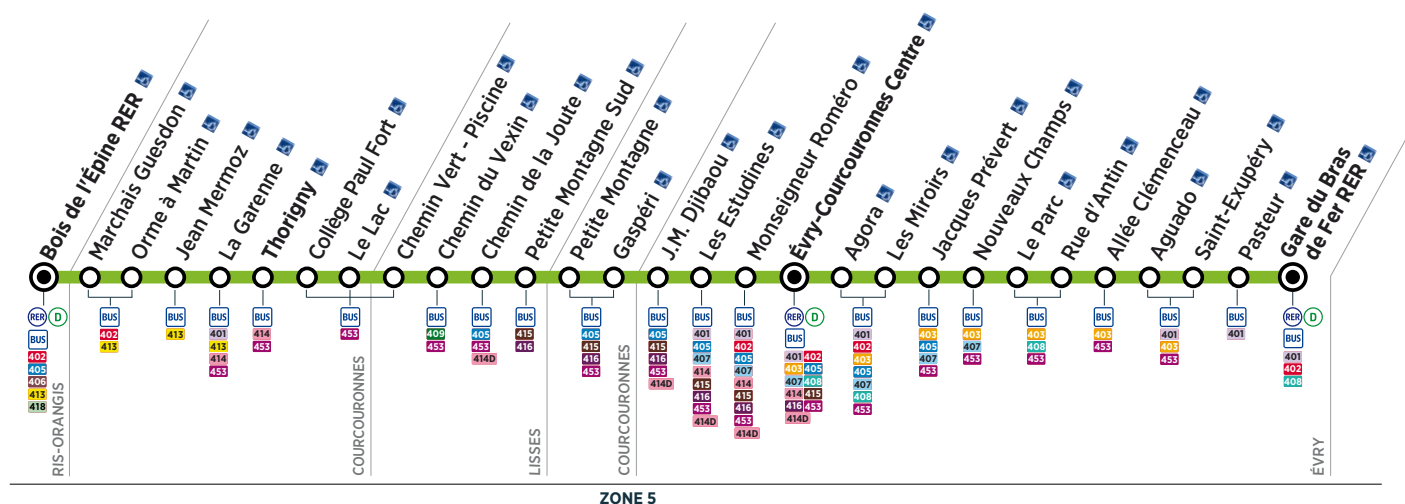 Bois de l'Épine RER
Marchais Guesdon
Orme à Martin
Jean Mermoz
La Garenne
Thorigny
Collège Paul Fort
Le Lac
Chemin Vert - Piscine
Chemin du Vexin
Chemin de la Joute
Petite Montagne Sud
Petite Montagne
Gaspéri
J.M. Djibaou
Les Estudines
Monseigneur Roméro
Évry-Courcouronnes Centre
Agora
Les Miroirs
Jacques Prévert
Nouveaux Champs
Le Parc
Rue d'Antin
Allée Clémenceau
Aguado
Saint-Exupéry
Pasteur
Gare du Bras
de Fer RER
RER D
BUS
402
405
406
413
418
BUS
402
413
BUS
413
BUS
401
413
414
453
BUS
414
453
BUS
453
BUS
409
453
BUS
405
453
414D
BUS
415
416
BUS
405
415
416
453
BUS
405
415
416
453
414D
BUS
401
405
407
414
415
416
453
414D
BUS
401
402
405
407
414
415
416
453
414D
RER D
BUS
401 402
403 405
407 408
414 415
416 453
414D
BUS
401
402
403
405
407
408
453
BUS
403
405
407
453
BUS
403
407
453
BUS
403
408
453
BUS
403
453
BUS
401
403
453
BUS
401
RER D
BUS
401
402
408
RIS-ORANGIS
COURCOURONNES
LISSES
COURCOURONNES
ÉVRY
ZONE 5